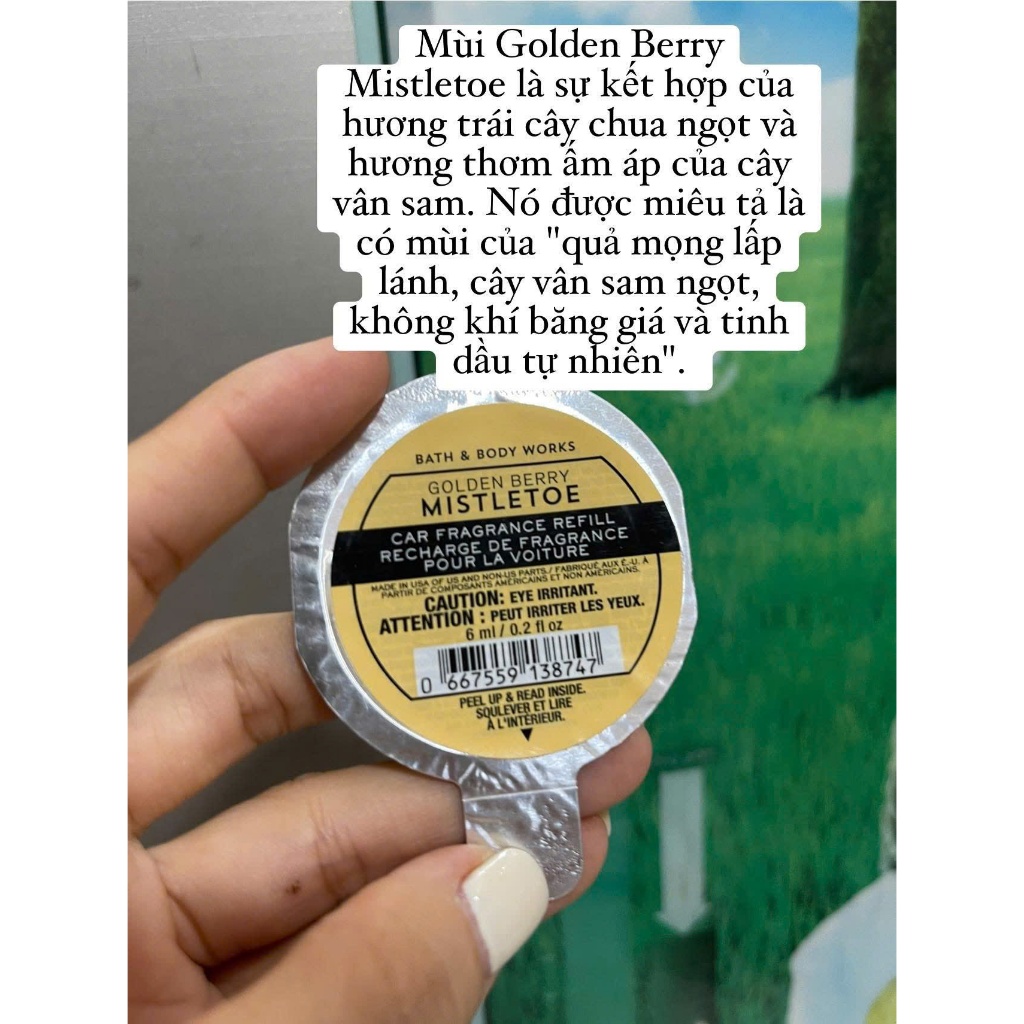 Mùi Golden Berry
Mistletoe là sự kết hợp của
hương trái cây chua ngọt và
hương thơm ấm áp của cây
vân sam. Nó được miêu tả là
có mùi của "quả mọng lấp
lánh, cây vân sam ngọt,
không khí băng giá và tinh
dầu tự nhiên".
BATH & BODY WORKS
GOLDEN BERRY
MISTLETOE
CAR FRAGRANCE REFILL
RECHARGE DE FRAGRANCE
POUR LA VOITURE
MADE IN USA OF US AND NON-US PARTS./ FABRIQUÉ AUX É.-U. À
PARTIR DE COMPOSANTS AMÉRICAINS ET NON AMÉRICAINS.
CAUTION: EYE IRRITANT.
ATTENTION : PEUT IRRITER LES YEUX.
6 ml / 0.2 fl oz
0 667559 138747
PEEL UP & READ INSIDE.
SOULEVER ET LIRE
À L'INTÉRIEUR.